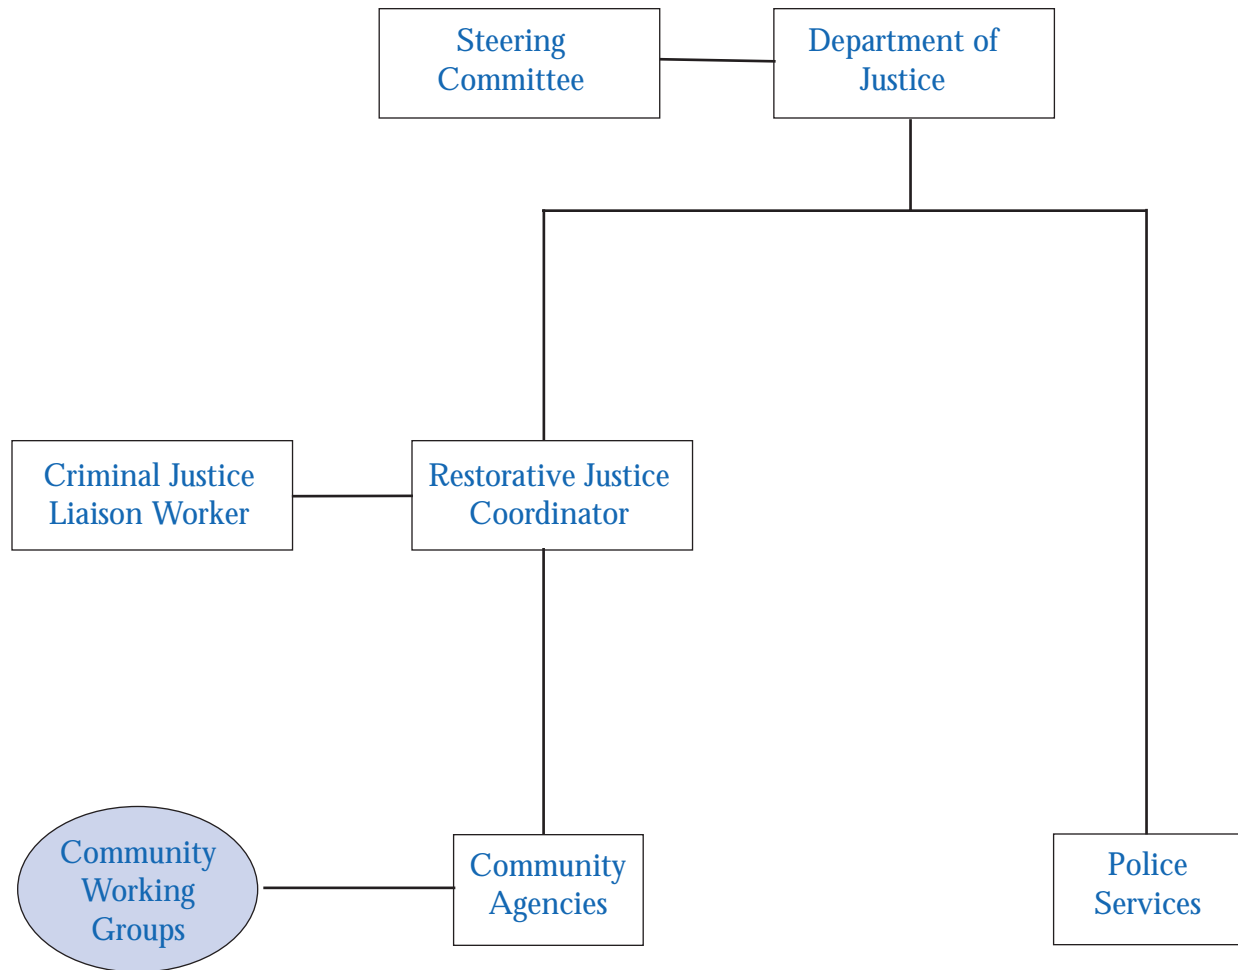 Steering
Committee
Department of
Justice
Criminal Justice
Liaison Worker
Restorative Justice
Coordinator
Community
Working
Groups
Community
Agencies
Police
Services